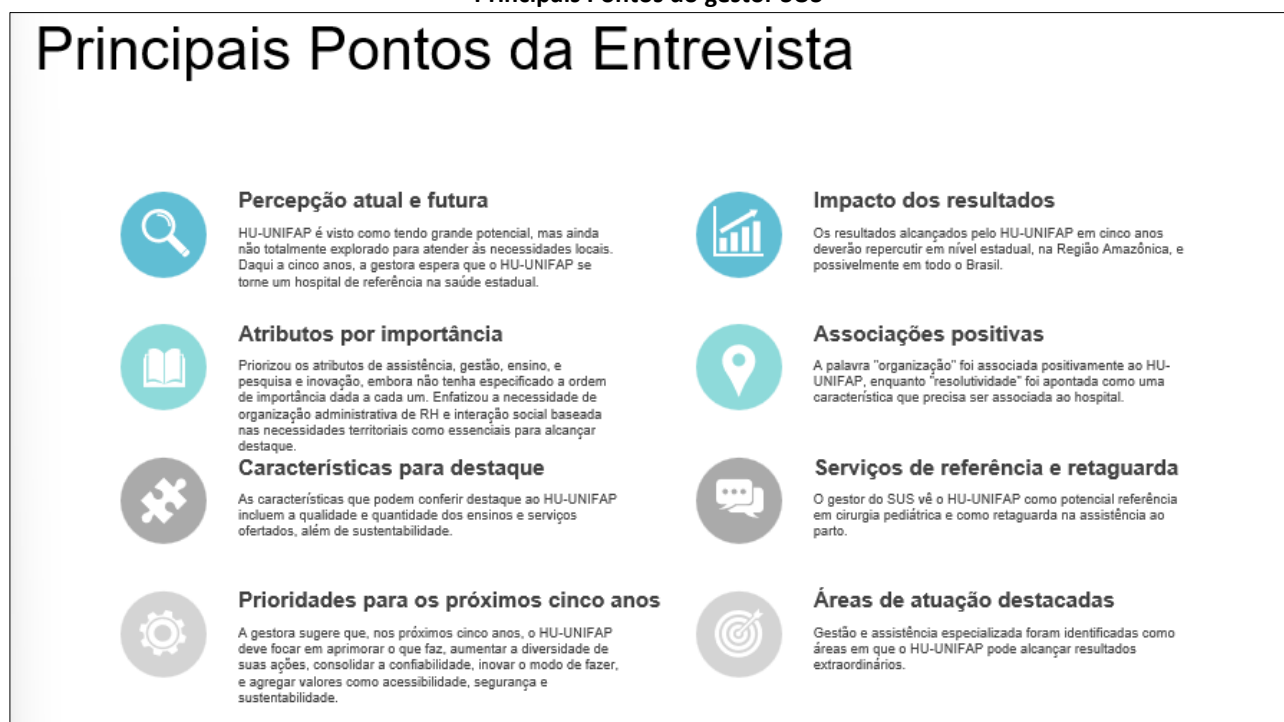 Principais Pontos do gestor SUS
Principais Pontos da Entrevista
Percepção atual e futura
HU-UNIFAP é visto como tendo grande potencial, mas ainda
não totalmente explorado para atender às necessidades locais.
Daqui a cinco anos, a gestora espera que o HU-UNIFAP se
torne um hospital de referência na saúde estadual.
Impacto dos resultados
Os resultados alcançados pelo HU-UNIFAP em cinco anos
deverão repercutir em nível estadual, na Região Amazônica, e
possivelmente em todo o Brasil.
Atributos por importância
Priorizou os atributos de assistência, gestão, ensino, e
pesquisa e inovação, embora não tenha especificado a ordem
de importância dada a cada um. Enfatizou a necessidade de
organização administrativa de RH e interação social baseada
nas necessidades territoriais como essenciais para alcançar
destaque.
Associações positivas
A palavra "organização" foi associada positivamente ao HU-
UNIFAP, enquanto "resolutividade" foi apontada como uma
característica que precisa ser associada ao hospital.
Características para destaque
As características que podem conferir destaque ao HU-UNIFAP
incluem a qualidade e quantidade dos ensinos e serviços
ofertados, além de sustentabilidade.
Serviços de referência e retaguarda
O gestor do SUS vê o HU-UNIFAP como potencial referência
em cirurgia pediátrica e como retaguarda na assistência ao
parto.
Prioridades para os próximos cinco anos
A gestora sugere que, nos próximos cinco anos, o HU-UNIFAP
deve focar em aprimorar o que faz, aumentar a diversidade de
suas ações, consolidar a confiabilidade, inovar o modo de fazer,
e agregar valores como acessibilidade, segurança e
sustentabilidade.
Áreas de atuação destacadas
Gestão e assistência especializada foram identificadas como
áreas em que o HU-UNIFAP pode alcançar resultados
extraordinários.